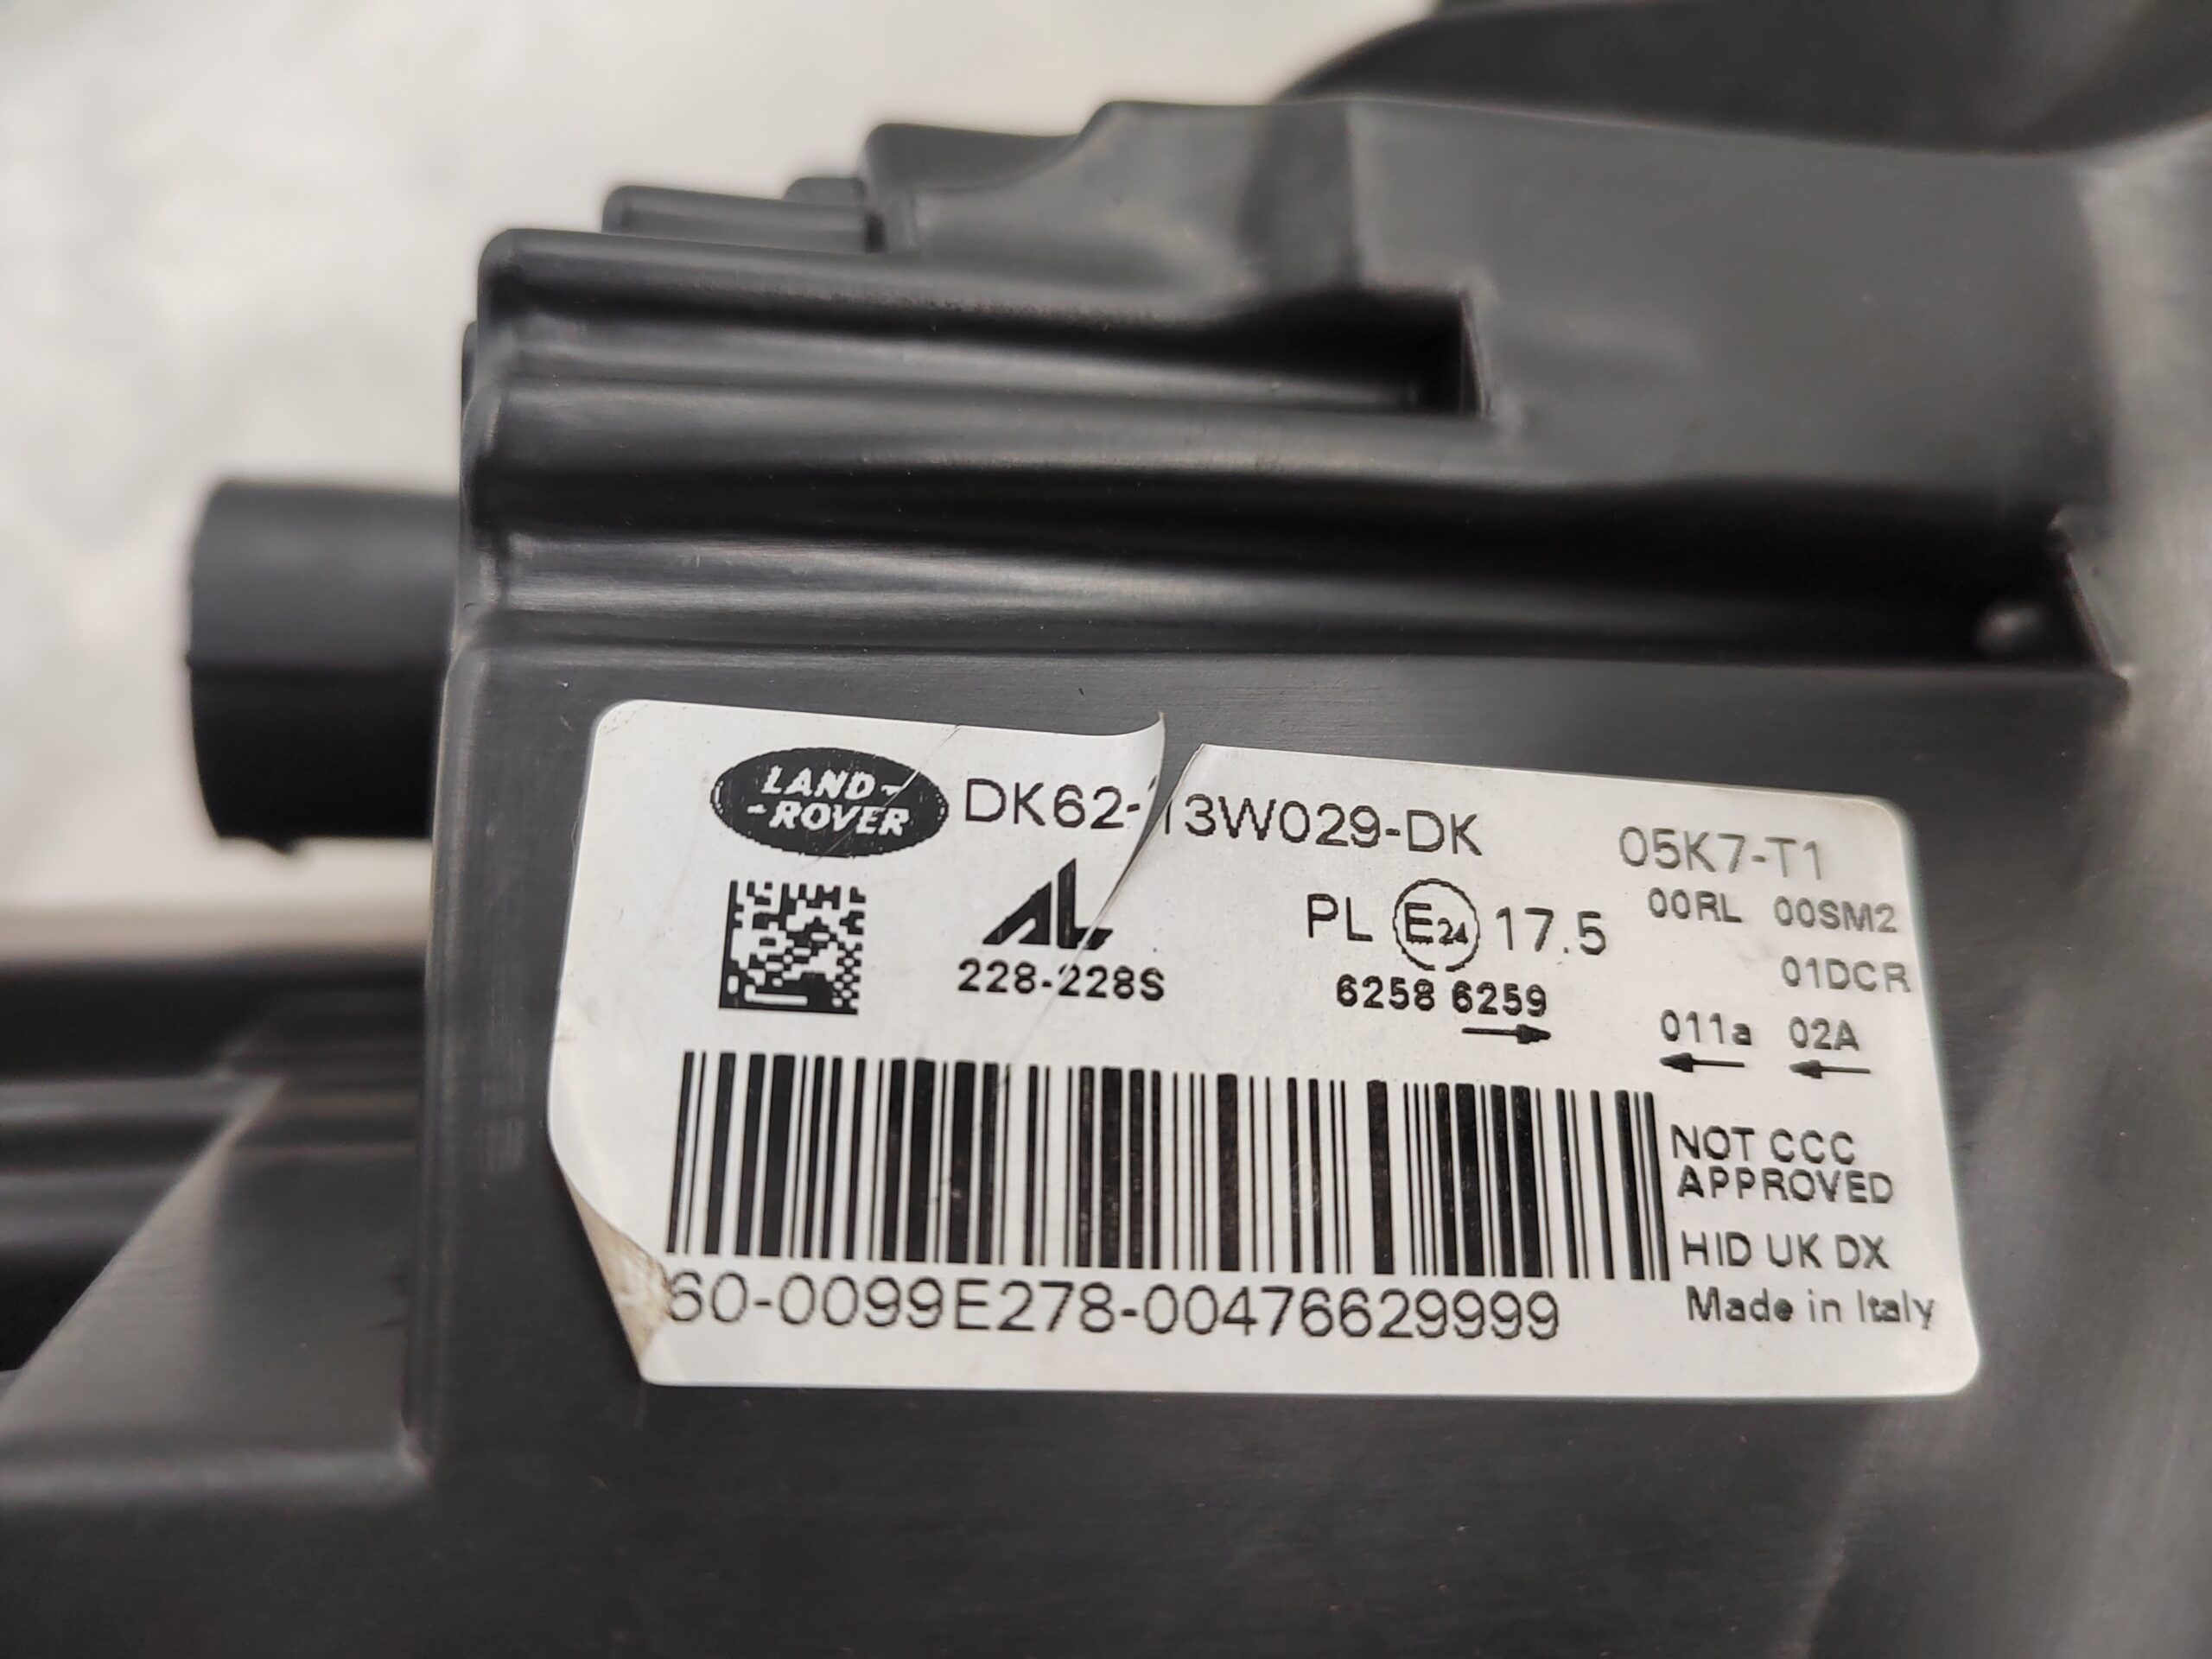 LAND-
-ROVER
DK62-13W029-DK
05K7-T1
AL
228-228S
PL E24 17.5
6258 6259
00RL 00SM2
01DCR
011a 02A
NOT CCC
APPROVED
HID UK DX
Made in Italy
60-0099E278-00476629999